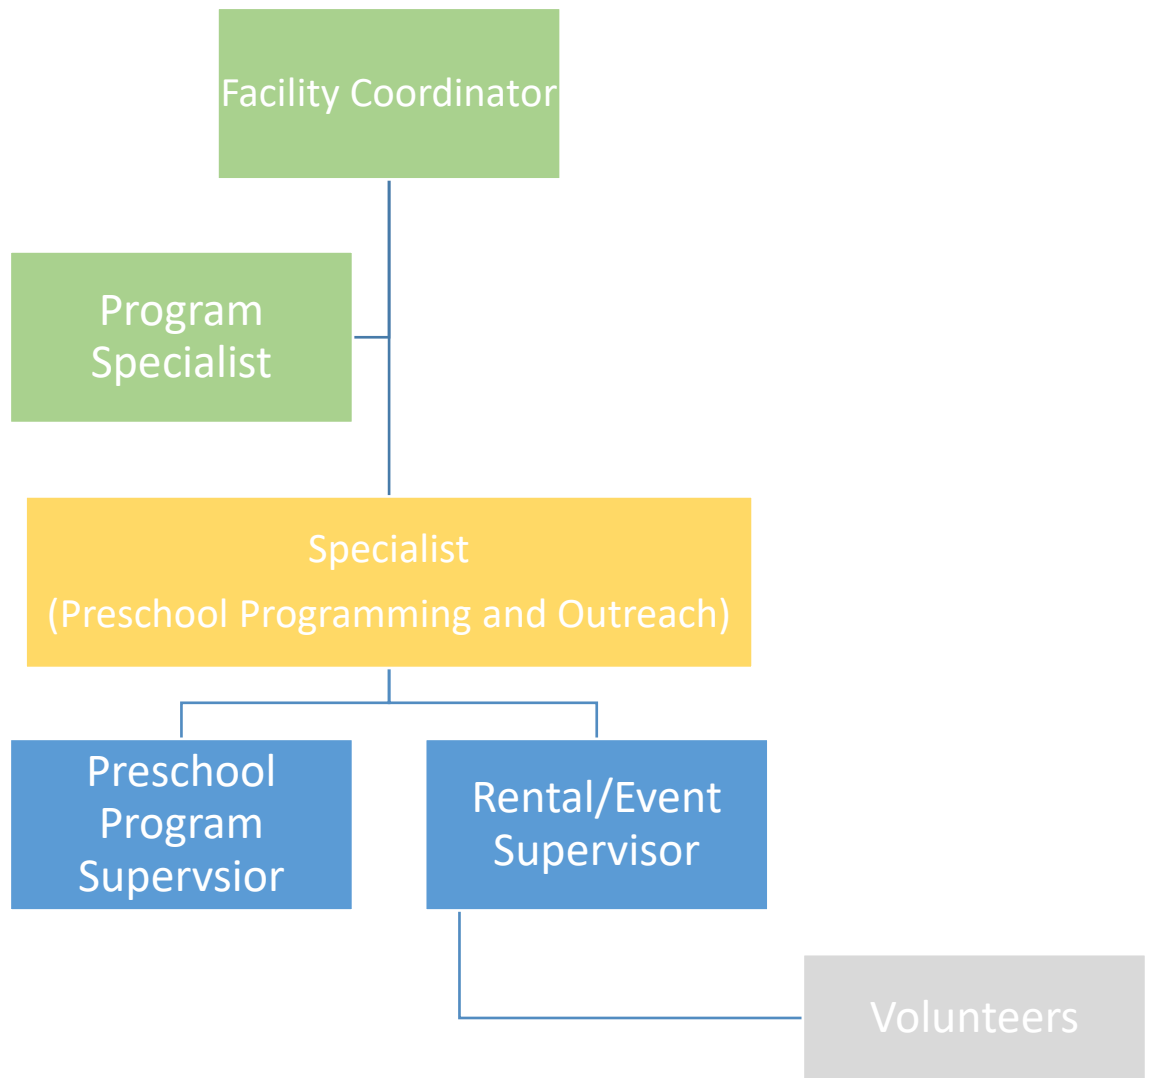 Facility Coordinator
Program
Specialist
Specialist
(Preschool Programming and Outreach)
Preschool
Program
Supervsior
Rental/Event
Supervisor
Volunteers